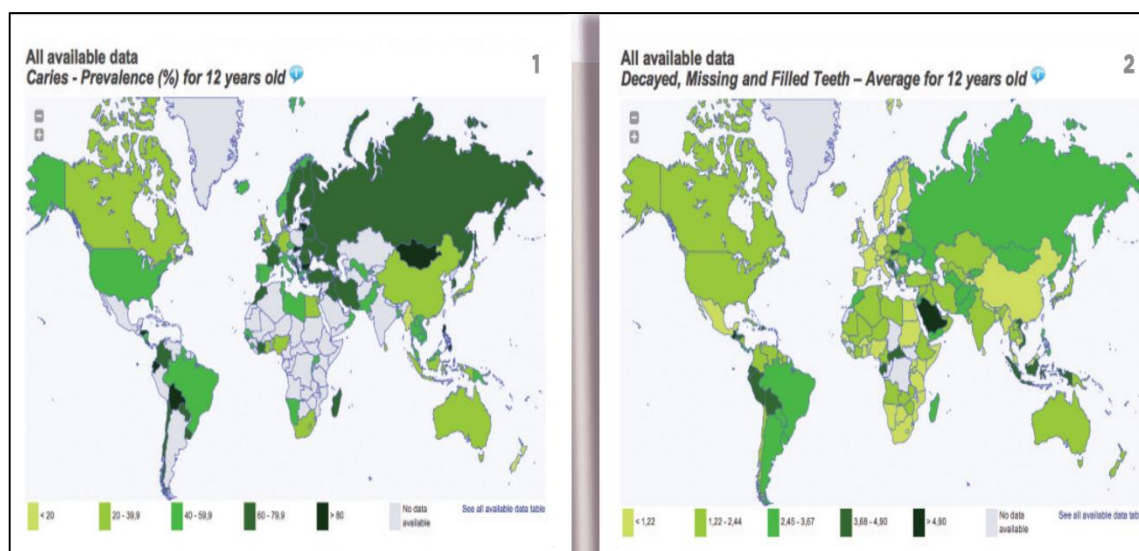 All available data
Caries - Prevalence (%) for 12 years old
1
< 20
20 - 39,9
40 - 59,9
60 - 79,9
> 80
No data
available
See all available data table
All available data
Decayed, Missing and Filled Teeth – Average for 12 years old
2
< 1,22
1,22 - 2,44
2,45 - 3,67
3,68 - 4,90
> 4,90
No data
available
See all available data tabl